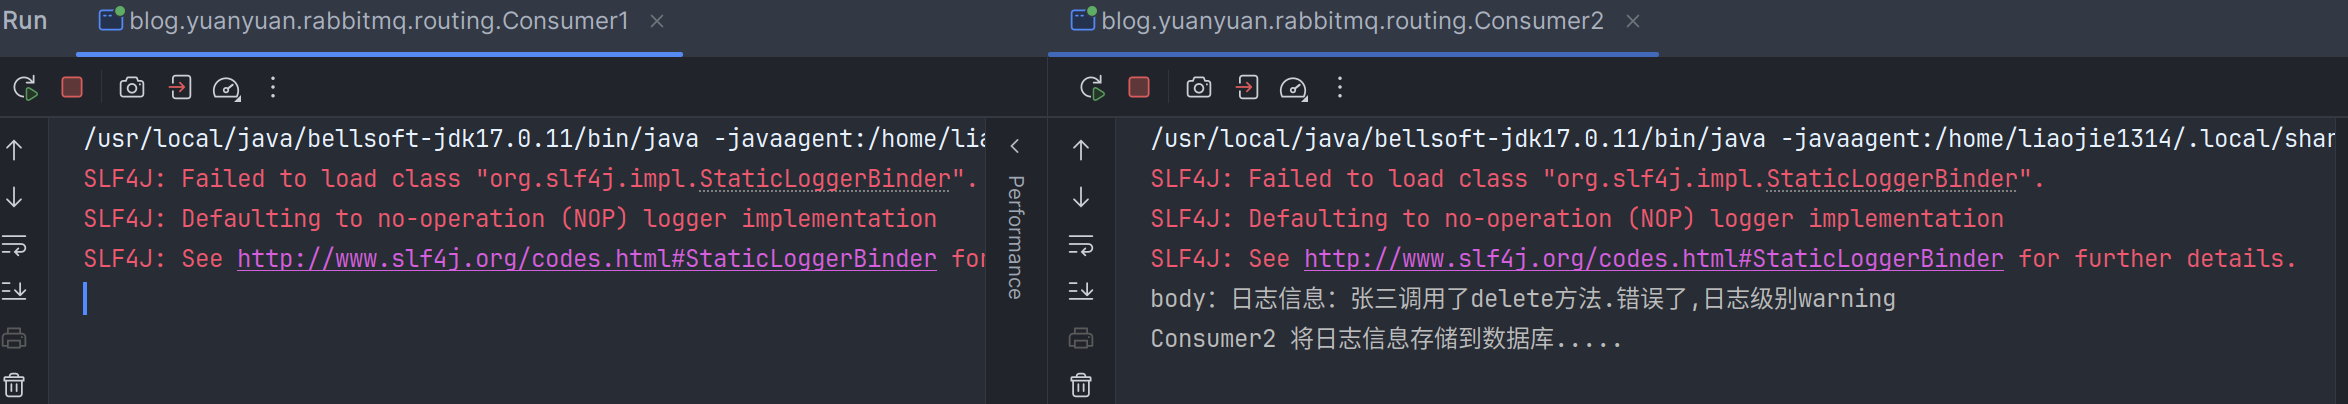 Run
blog.yuanyuan.rabbitmq.routing.Consumer1
/usr/local/java/bellsoft-jdk17.0.11/bin/java -javaagent:/home/lia
SLF4J: Failed to load class "org.slf4j.impl.StaticLoggerBinder".
SLF4J: Defaulting to no-operation (NOP) logger implementation
SLF4J: See http://www.slf4j.org/codes.html#StaticLoggerBinder for
Performance
blog.yuanyuan.rabbitmq.routing.Consumer2
/usr/local/java/bellsoft-jdk17.0.11/bin/java -javaagent:/home/liaojie1314/.local/shar
SLF4J: Failed to load class "org.slf4j.impl.StaticLoggerBinder".
SLF4J: Defaulting to no-operation (NOP) logger implementation
SLF4J: See http://www.slf4j.org/codes.html#StaticLoggerBinder for further details.
body：日志信息：张三调用了delete方法.错误了,日志级别warning
Consumer2 将日志信息存储到数据库.....